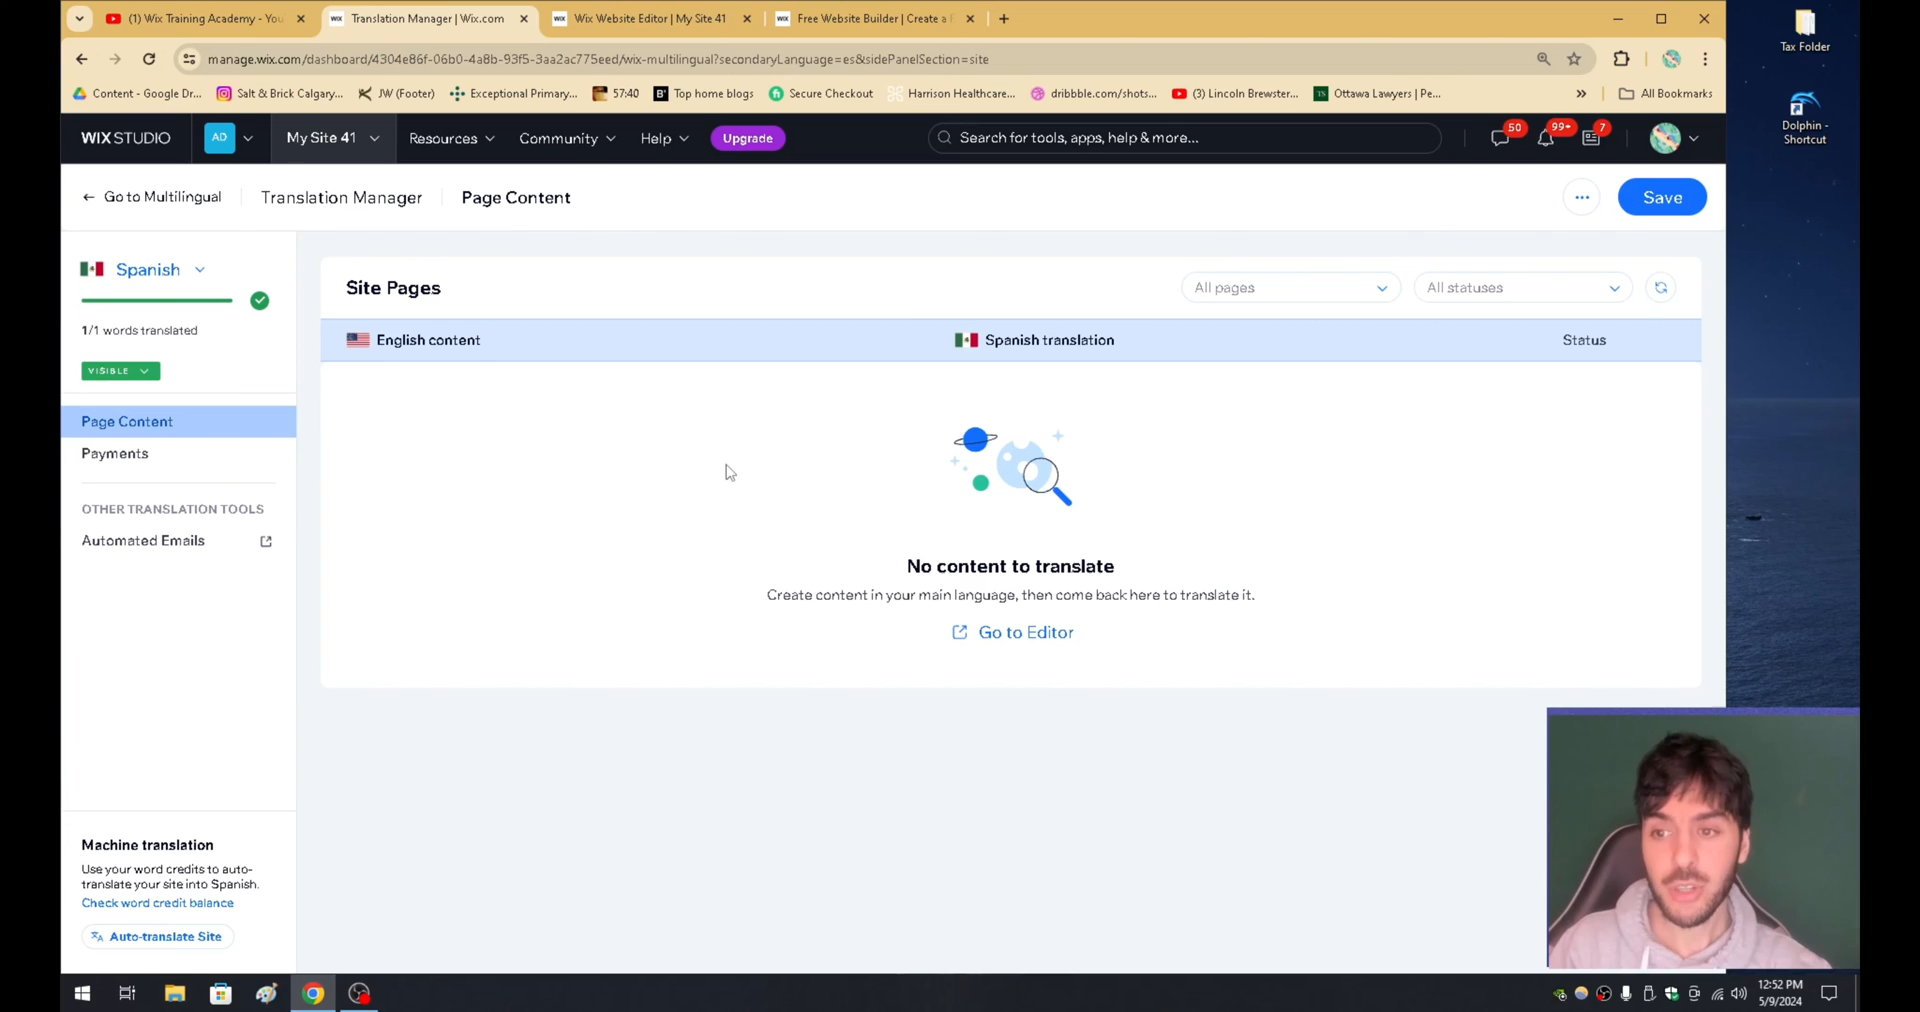 (1) Wix Training Academy - You
Translation Manager | Wix.com
Wix Website Editor | My Site 41
Free Website Builder | Create a F
manage.wix.com/dashboard/4304e86f-06b0-4a8b-93f5-3aa2ac775eed/wix-multilingual?secondaryLanguage=es&sidePanelSection=site
Content - Google Dr...
Salt & Brick Calgary...
JW (Footer)
Exceptional Primary...
57:40
Top home blogs
Secure Checkout
Harrison Healthcare...
dribbble.com/shots...
(3) Lincoln Brewster...
Ottawa Lawyers | Pe...
All Bookmarks
WIX STUDIO
AD
My Site 41
Resources
Community
Help
Upgrade
Search for tools, apps, help & more...
50
99+
7
Go to Multilingual
Translation Manager
Page Content
Save
Spanish
1/1 words translated
VISIBLE
Page Content
Payments
OTHER TRANSLATION TOOLS
Automated Emails
Machine translation
Use your word credits to auto-
translate your site into Spanish.
Check word credit balance
Auto-translate Site
Site Pages
All pages
All statuses
English content
Spanish translation
Status
No content to translate
Create content in your main language, then come back here to translate it.
Go to Editor
Tax Folder
Dolphin -
Shortcut
12:52 PM
5/9/2024